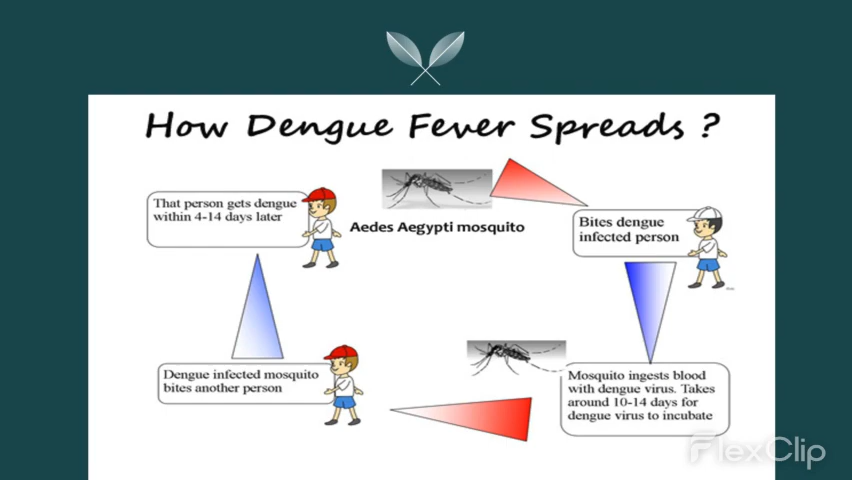 How Dengue Fever Spreads ?
Aedes Aegypti mosquito
Bites dengue
infected person
Mosquito ingests blood
with dengue virus. Takes
around 10-14 days for
dengue virus to incubate
Dengue infected mosquito
bites another person
That person gets dengue
within 4-14 days later
FlexClip